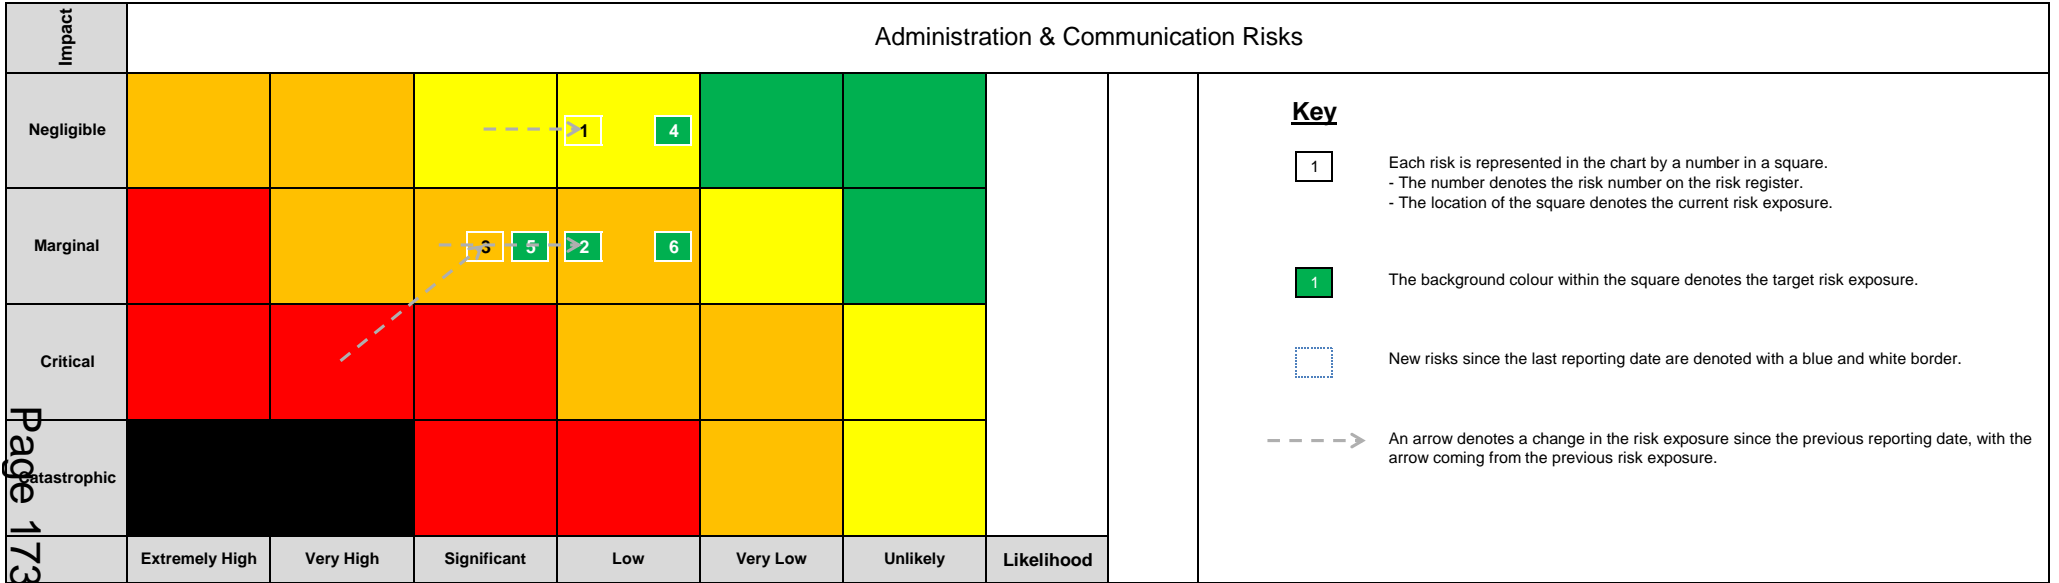 Impact
Administration & Communication Risks
Negligible
1
4
Marginal
3
5
2
6
Critical
Catastrophic
Extremely High
Very High
Significant
Low
Very Low
Unlikely
Likelihood
Key
1
Each risk is represented in the chart by a number in a square.
- The number denotes the risk number on the risk register.
- The location of the square denotes the current risk exposure.
1
The background colour within the square denotes the target risk exposure.
New risks since the last reporting date are denoted with a blue and white border.
An arrow denotes a change in the risk exposure since the previous reporting date, with the
arrow coming from the previous risk exposure.
Page 173